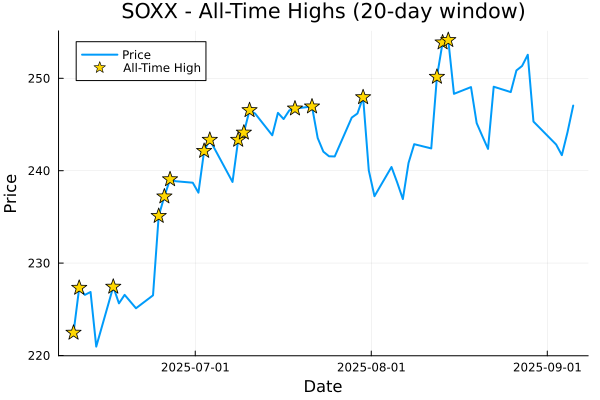 SOXX - All-Time Highs (20-day window)
Price
All-Time High
250
240
230
220
Price
2025-07-01
2025-08-01
2025-09-01
Date